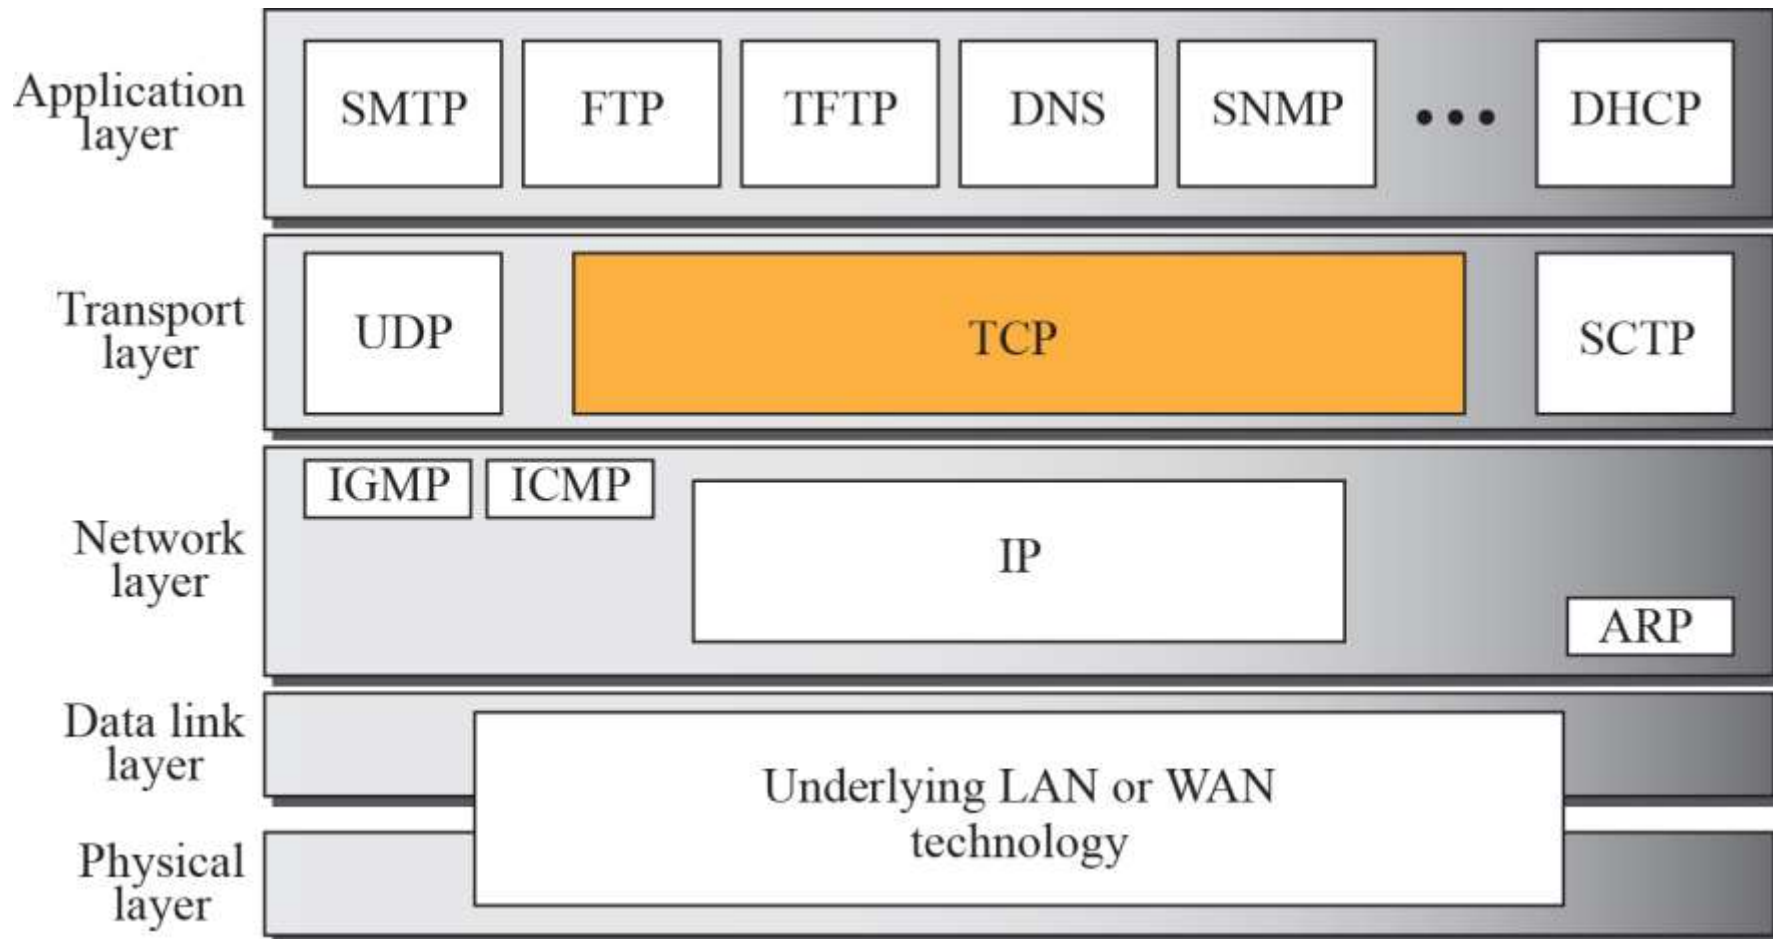 Application
layer
SMTP
FTP
TFTP
DNS
SNMP
•••
DHCP
Transport
layer
UDP
TCP
SCTP
Network
layer
IGMP
ICMP
IP
ARP
Data link
layer
Underlying LAN or WAN
technology
Physical
layer